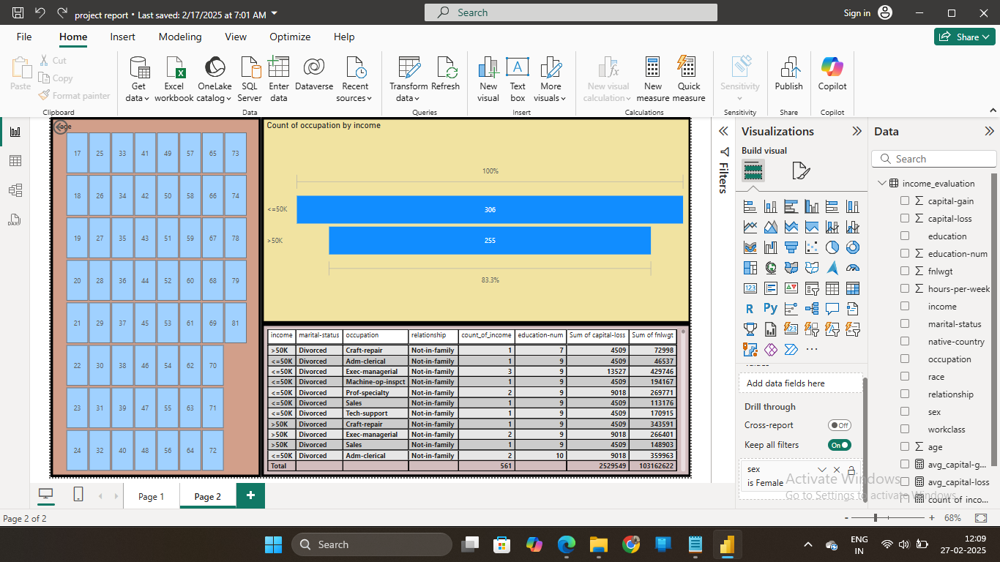 project report • Last saved: 2/17/2025 at 7:01 AM
Search
Sign in
File Home Insert Modeling View Optimize Help
Share
Paste
Cut
Copy
Format painter
Clipboard
Get data
Excel workbook
OneLake catalog
SQL Server
Enter data
Dataverse
Recent sources
Data
Transform data
Refresh
Queries
New visual
Text box
More visuals
Insert
New visual calculation
New measure
Quick measure
Calculations
Sensitivity
Sensitivity
Publish
Share
Copilot
Copilot
age
17 25 33 41 49 57 65 73
18 26 34 42 50 58 66 74
19 27 35 43 51 59 67 78
20 28 36 44 52 60 68 79
21 29 37 45 53 61 69 81
22 30 38 46 54 62 70
23 31 39 47 55 63 71
24 32 40 48 56 64 72
Count of occupation by income
100%
<=50K 306
>50K 255
83.3%
income marital-status occupation relationship count_of_income education-num Sum of capital-loss Sum of fnlwgt
>50K Divorced Craft-repair Not-in-family 1 7 4509 72998
<=50K Divorced Adm-clerical Not-in-family 1 9 4509 46537
<=50K Divorced Exec-managerial Not-in-family 3 9 13527 429746
<=50K Divorced Machine-op-inspct Not-in-family 1 9 4509 194167
<=50K Divorced Prof-specialty Not-in-family 2 9 9018 269771
<=50K Divorced Sales Not-in-family 1 9 4509 113176
<=50K Divorced Tech-support Not-in-family 1 9 4509 170915
>50K Divorced Craft-repair Not-in-family 1 9 4509 343591
>50K Divorced Exec-managerial Not-in-family 2 9 9018 266401
>50K Divorced Sales Not-in-family 1 9 4509 148903
<=50K Divorced Adm-clerical Not-in-family 2 10 9018 359963
Total 561 2529549 103162622
Filters
Visualizations
Build visual
123
R Py
Add data fields here
Drill through
Cross-report Off
Keep all filters On
sex
is Female
Data
Search
income_evaluation
capital-gain
capital-loss
education
education-num
fnlwgt
hours-per-week
income
marital-status
native-country
occupation
race
relationship
sex
workclass
age
avg_capital-g...
avg_capital-loss
count of inco...
Activate Windows
Go to Settings to activate Windows.
Page 1
Page 2
Page 2 of 2
- + 68%
Search
ENG
IN
12:09
27-02-2025